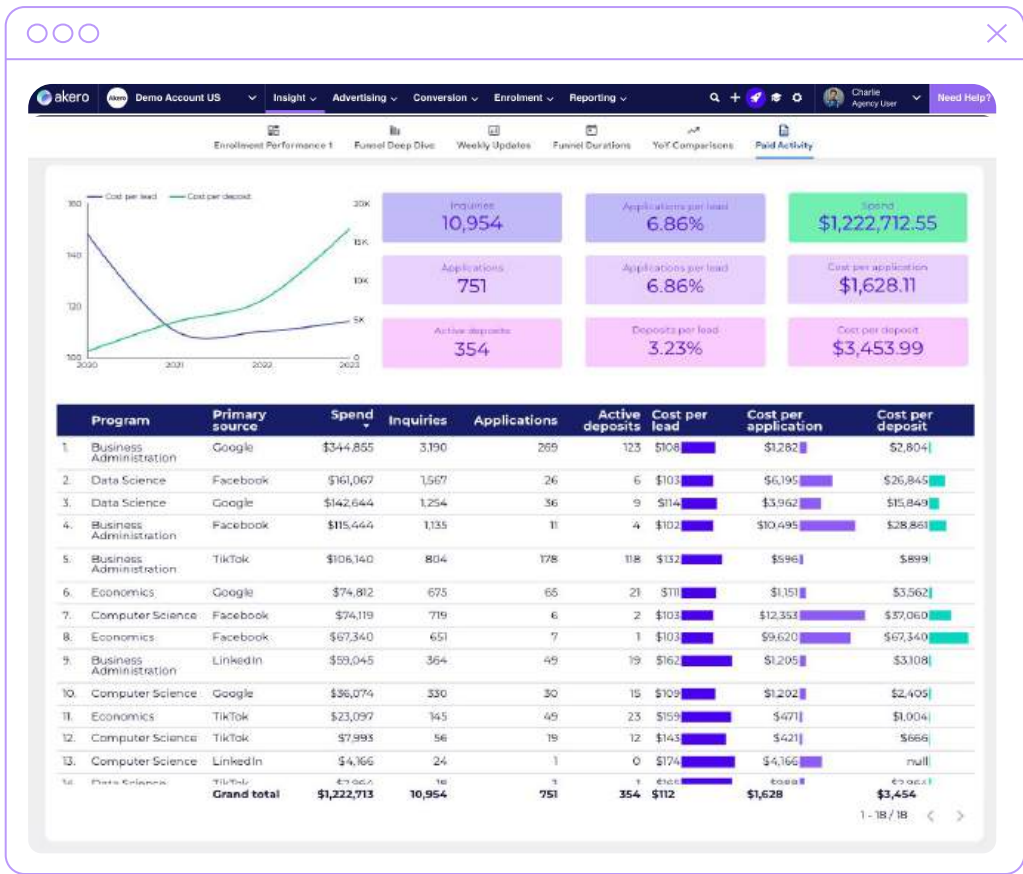 akero Akero Demo Account US Insight Advertising Conversion Enrolment Reporting Charlie Need Help?
Agency User
Enrollment Performance 1 Funnel Deep Dive Weekly Updates Funnel Durations YoY Comparisons Paid Activity
Cost per lead Cost per deposit
160 20K
15K
140
10K
120
5K
100 0
2020 2021 2022 2023
Inquiries
10,954
Applications per lead
6.86%
Spend
$1,222,712.55
Applications
751
Applications per lead
6.86%
Cost per application
$1,628.11
Active deposits
354
Deposits per lead
3.23%
Cost per deposit
$3,453.99
Program Primary source Spend Inquiries Applications Active deposits Cost per lead Cost per application Cost per deposit
1. Business Administration Google $344,855 3,190 269 123 $108 $1,282 $2,804
2. Data Science Facebook $161,067 1,567 26 6 $103 $6,195 $26,845
3. Data Science Google $142,644 1,254 36 9 $114 $3,962 $15,849
4. Business Administration Facebook $115,444 1,135 11 4 $102 $10,495 $28,861
5. Business Administration TikTok $106,140 804 178 118 $132 $596 $899
6. Economics Google $74,812 675 65 21 $111 $1,151 $3,562
7. Computer Science Facebook $74,119 719 6 2 $103 $12,353 $37,060
8. Economics Facebook $67,340 651 7 1 $103 $9,620 $67,340
9. Business Administration LinkedIn $59,045 364 49 19 $162 $1,205 $3,108
10. Computer Science Google $36,074 330 30 15 $109 $1,202 $2,405
11. Economics TikTok $23,097 145 49 23 $159 $471 $1,004
12. Computer Science TikTok $7,993 56 19 12 $143 $421 $666
13. Computer Science LinkedIn $4,166 24 1 0 $174 $4,166 null
Data Science TikTok
Grand total $1,222,713 10,954 751 354 $112 $1,628 $3,454
1 - 18 / 18